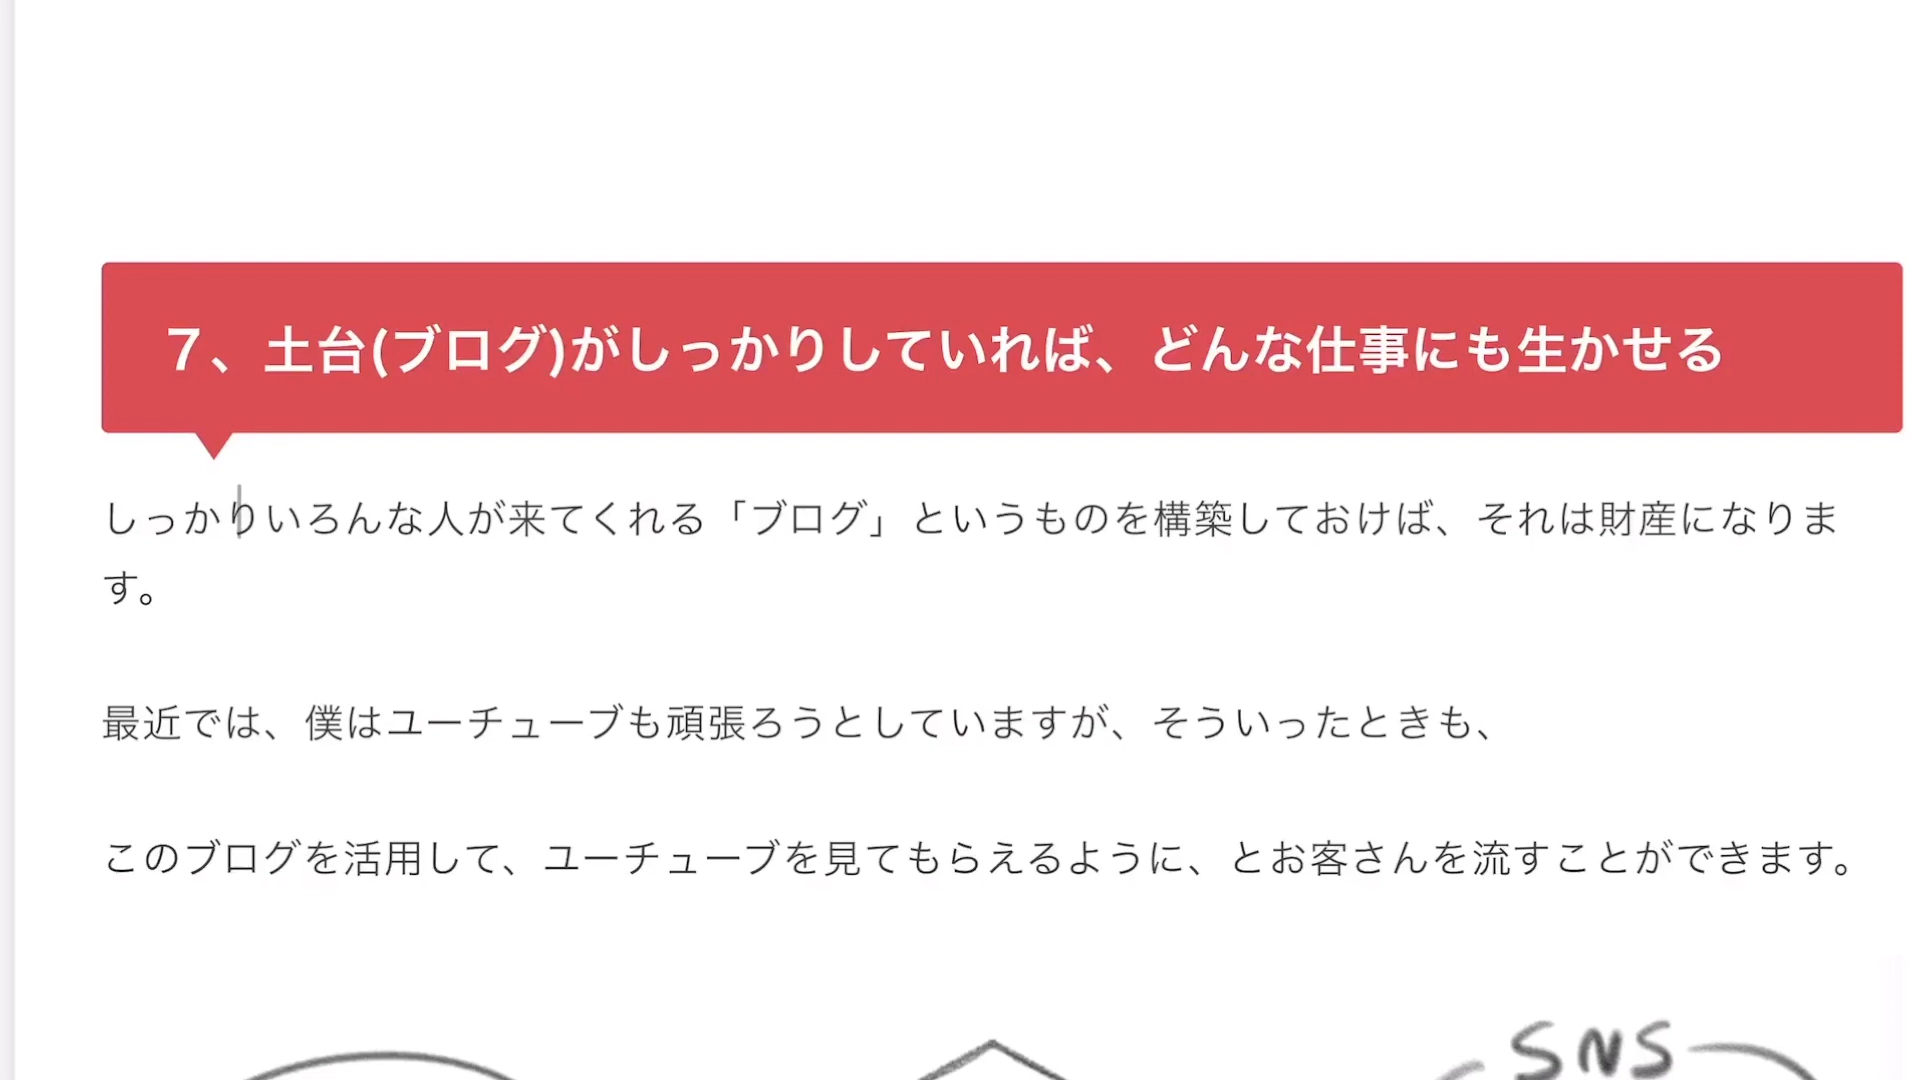 ７、土台(ブログ)がしっかりしていれば、どんな仕事にも生かせる
しっかりいろんな人が来てくれる「ブログ」というものを構築しておけば、それは財産になりま
す。
最近では、僕はユーチューブも頑張ろうとしていますが、そういったときも、
このブログを活用して、ユーチューブを見てもらえるように、とお客さんを流すことができます。
SNS